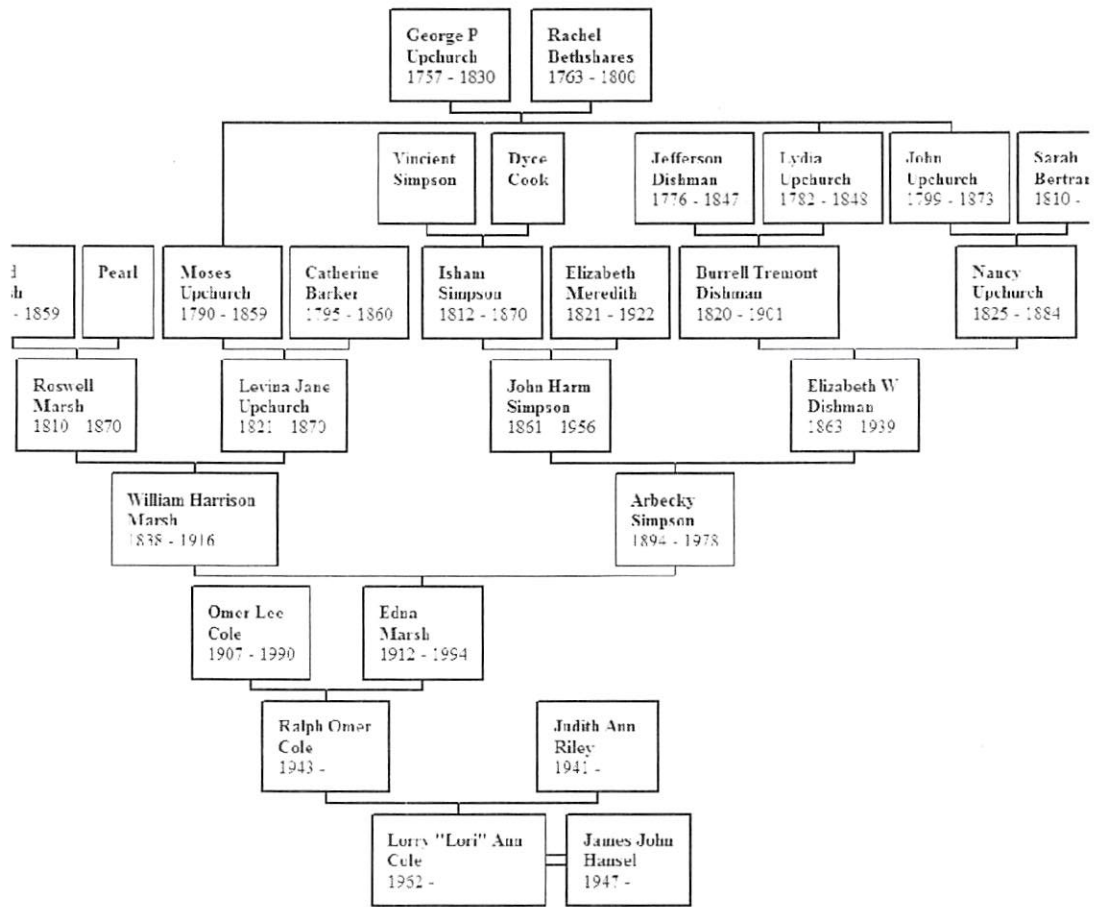 George P
Upchurch
1757 - 1830
Rachel
Bethshares
1763 - 1800
Vincient
Simpson
Dyce
Cook
Jefferson
Dishman
1776 - 1847
Lydia
Upchurch
1782 - 1848
John
Upchurch
1799 - 1873
Sarah
1810 -
- 1859
Pearl
Moses
Upchurch
1790 - 1859
Catherine
Barker
1795 - 1860
Isham
Simpson
1812 - 1870
Elizabeth
Meredith
1821 - 1922
Burrell Tremont
Dishman
1820 - 1901
Nancy
Upchurch
1825 - 1884
Roswell
Marsh
1810 1870
Levina Jane
Upchurch
1821 1870
John Harm
Simpson
1861 1956
Elizabeth W
Dishman
1863 1939
William Harrison
Marsh
1838 - 1916
Arbecky
Simpson
1894 - 1978
Omer Lee
Cole
1907 - 1990
Edna
Marsh
1912 - 1994
Ralph Omer
Cole
1943 -
Judith Ann
Riley
1941 -
Lorry "Lori" Ann
Cole
James John
Hansel
1947 -